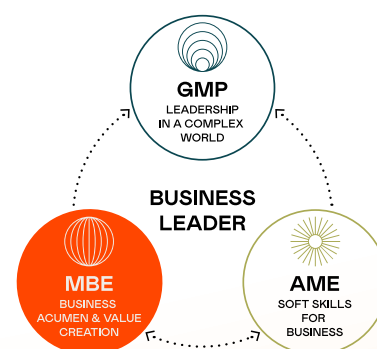 GMP
LEADERSHIP
IN A COMPLEX
WORLD
BUSINESS
LEADER
MBE
BUSINESS
ACUMEN & VALUE
CREATION
AME
SOFT SKILLS
FOR
BUSINESS